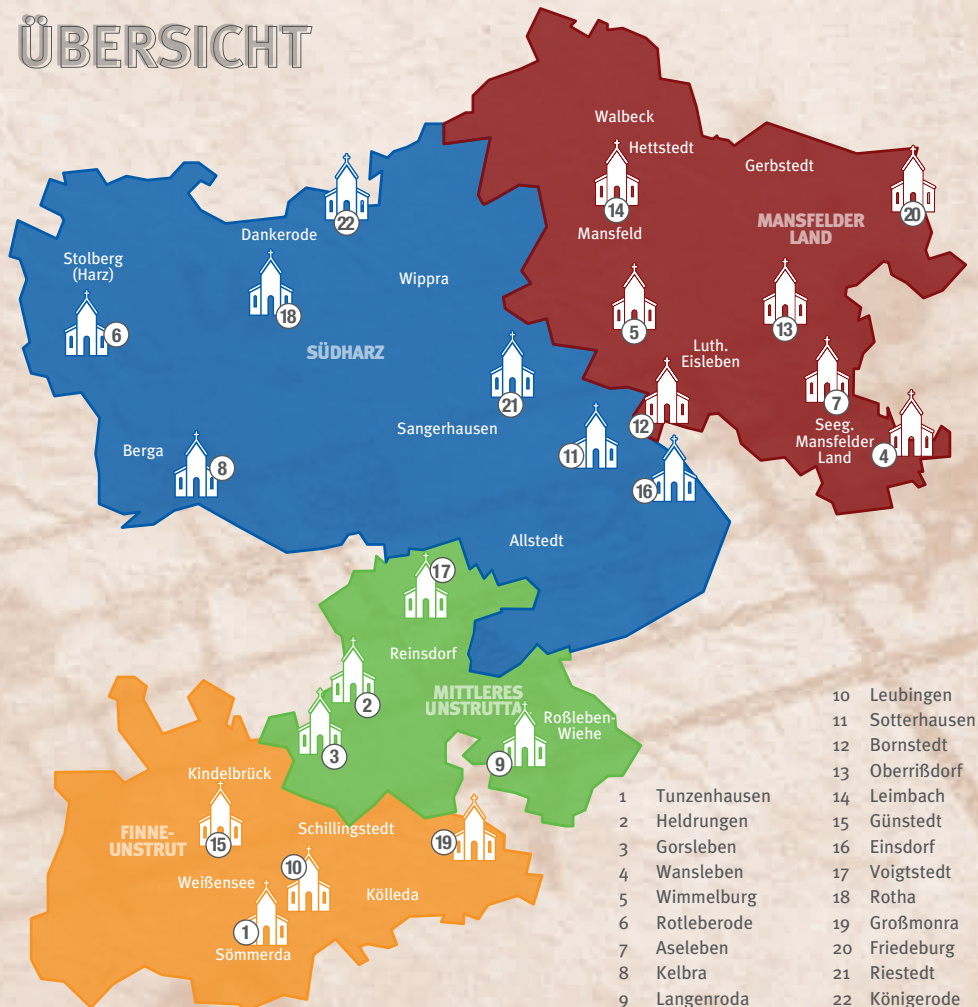 ÜBERSICHT
Walbeck
Hettstedt
Gerbstedt
14
20
Mansfeld
MANSFELDER
LAND
22
Dankerode
Stolberg
(Harz)
Wippra
18
6
5
13
SÜDHARZ
Luth.
Eisleben
21
7
Sangerhausen
12
Seeg.
Mansfelder
Land
4
Berga
8
11
16
Allstedt
17
Reinsdorf
2
MITTLERES
UNSTRUTTA
Roßleben-
Wiehe
3
9
Kindelbrück
FINNE-
UNSTRUT
15
Schillingstedt
19
10
Weißensee
Kölleda
1
Sömmerda
1 Tunzenhausen
2 Heldrungen
3 Gorsleben
4 Wansleben
5 Wimmelburg
6 Rotleberode
7 Aseleben
8 Kelbra
9 Langenroda
10 Leubingen
11 Sotterhausen
12 Bornstedt
13 Oberrißdorf
14 Leimbach
15 Günstedt
16 Einsdorf
17 Voigtstedt
18 Rotha
19 Großmonra
20 Friedeburg
21 Riestedt
22 Königerode